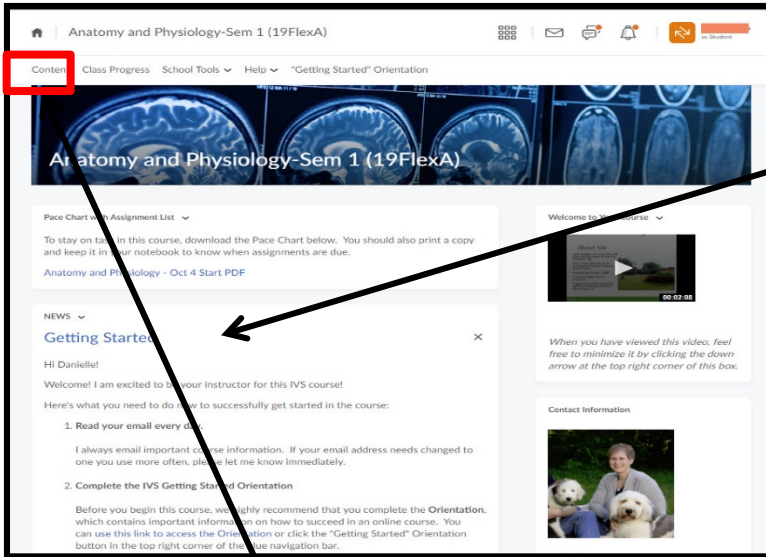 Anatomy and Physiology-Sem 1 (19FlexA)
as Student
Content Class Progress School Tools Help "Getting Started" Orientation
Anatomy and Physiology-Sem 1 (19FlexA)
Pace Chart with Assignment List
To stay on task in this course, download the Pace Chart below. You should also print a copy
and keep it in your notebook to know when assignments are due.
Anatomy and Physiology - Oct 4 Start PDF
NEWS
Getting Started
Hi Danielle!
Welcome! I am excited to be your instructor for this IVS course!
Here's what you need to do now to successfully get started in the course:
1. Read your email every day.
I always email important course information. If your email address needs changed to
one you use more often, please let me know immediately.
2. Complete the IVS Getting Started Orientation
Before you begin this course, we highly recommend that you complete the Orientation,
which contains important information on how to succeed in an online course. You
can use this link to access the Orientation or click the "Getting Started" Orientation
button in the top right corner of the blue navigation bar.
Welcome to Your Course
About Me
00:02:08
When you have viewed this video, feel
free to minimize it by clicking the down
arrow at the top right corner of this box.
Contact Information